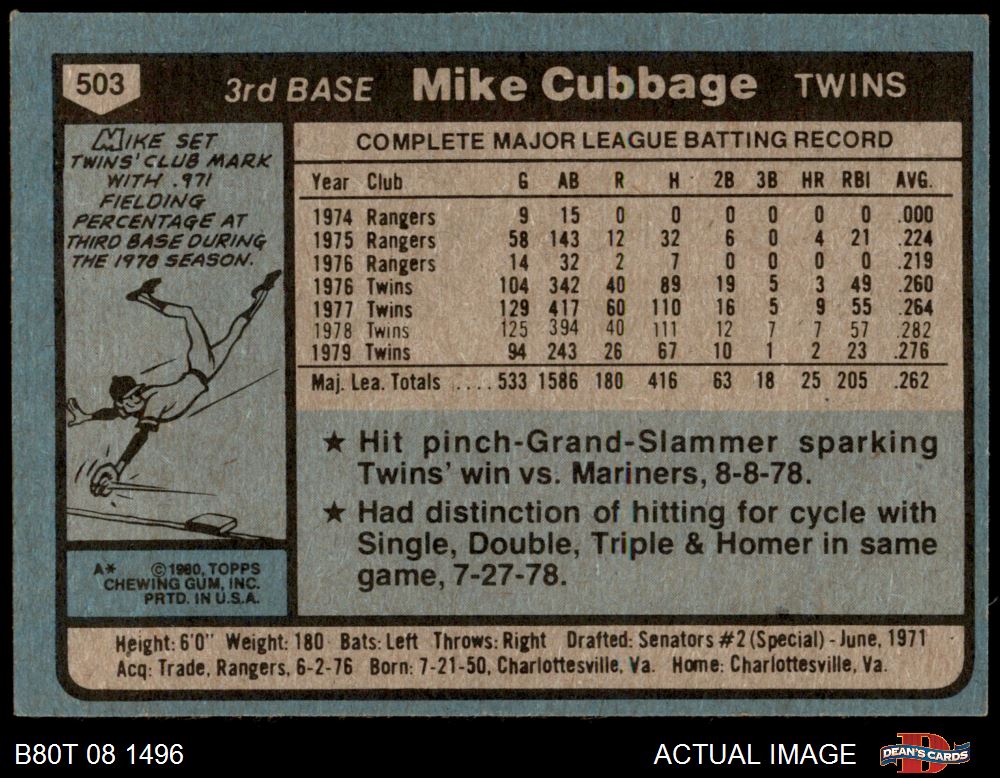 503
3rd BASE Mike Cubbage TWINS
MIKE SET
TWINS' CLUB MARK
WITH .971
FIELDING
PERCENTAGE AT
THIRD BASE DURING
THE 1978 SEASON.
COMPLETE MAJOR LEAGUE BATTING RECORD
Year Club G AB R H 2B 3B HR RBI AVG.
1974 Rangers 9 15 0 0 0 0 0 0 .000
1975 Rangers 58 143 12 32 6 0 4 21 .224
1976 Rangers 14 32 2 7 0 0 0 0 .219
1976 Twins 104 342 40 89 19 5 3 49 .260
1977 Twins 129 417 60 110 16 5 9 55 .264
1978 Twins 125 394 40 111 12 7 7 57 .282
1979 Twins 94 243 26 67 10 1 2 23 .276
Maj. Lea. Totals .... 533 1586 180 416 63 18 25 205 .262
★ Hit pinch-Grand-Slammer sparking
Twins' win vs. Mariners, 8-8-78.
★ Had distinction of hitting for cycle with
Single, Double, Triple & Homer in same
game, 7-27-78.
A* ©1980, TOPPS
CHEWING GUM, INC.
PRTD. IN U.S.A.
Height: 6'0" Weight: 180 Bats: Left Throws: Right Drafted: Senators #2 (Special) - June, 1971
Acq: Trade, Rangers, 6-2-76 Born: 7-21-50, Charlottesville, Va. Home: Charlottesville, Va.
B80T 08 1496
ACTUAL IMAGE
DEAN'S CARDS